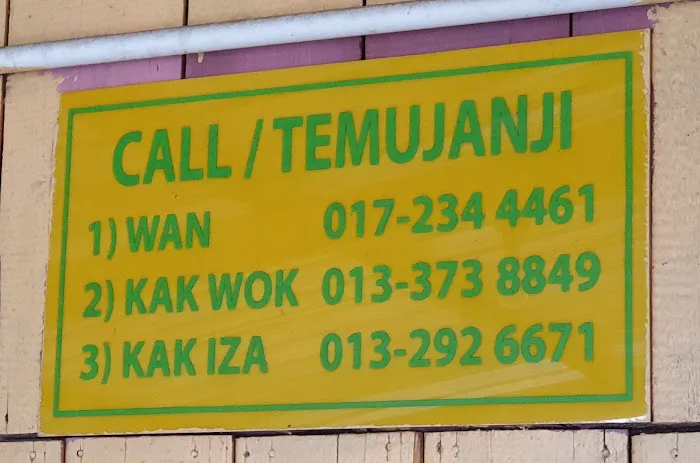 CALL / TEMUJANJI
1) WAN 017-234 4461
2) KAK WOK 013-373 8849
3) KAK IZA 013-292 6671